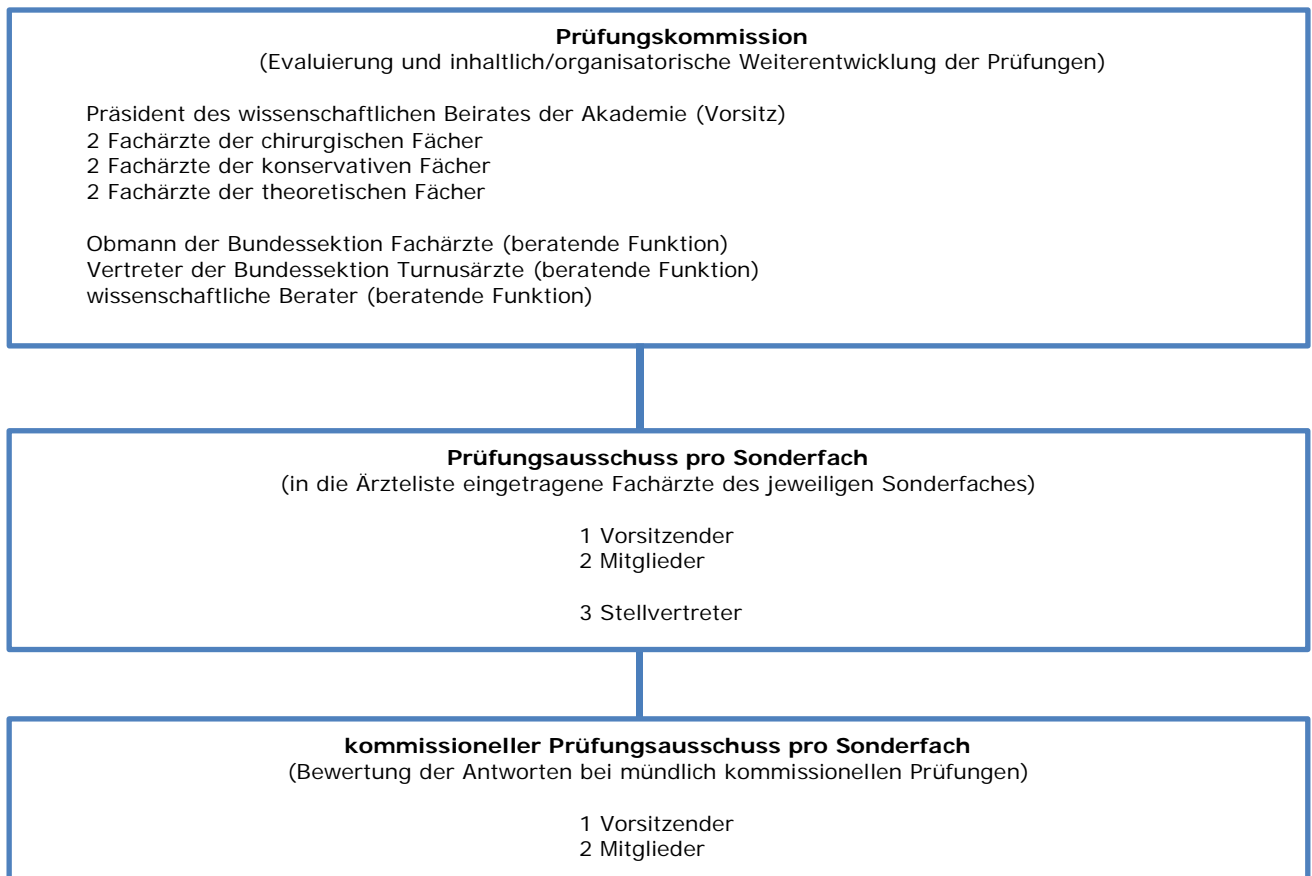 Prüfungskommission
(Evaluierung und inhaltlich/organisatorische Weiterentwicklung der Prüfungen)
Präsident des wissenschaftlichen Beirates der Akademie (Vorsitz)
2 Fachärzte der chirurgischen Fächer
2 Fachärzte der konservativen Fächer
2 Fachärzte der theoretischen Fächer
Obmann der Bundessektion Fachärzte (beratende Funktion)
Vertreter der Bundessektion Turnusärzte (beratende Funktion)
wissenschaftliche Berater (beratende Funktion)
Prüfungsausschuss pro Sonderfach
(in die Ärzteliste eingetragene Fachärzte des jeweiligen Sonderfaches)
1 Vorsitzender
2 Mitglieder
3 Stellvertreter
kommissioneller Prüfungsausschuss pro Sonderfach
(Bewertung der Antworten bei mündlich kommissionellen Prüfungen)
1 Vorsitzender
2 Mitglieder